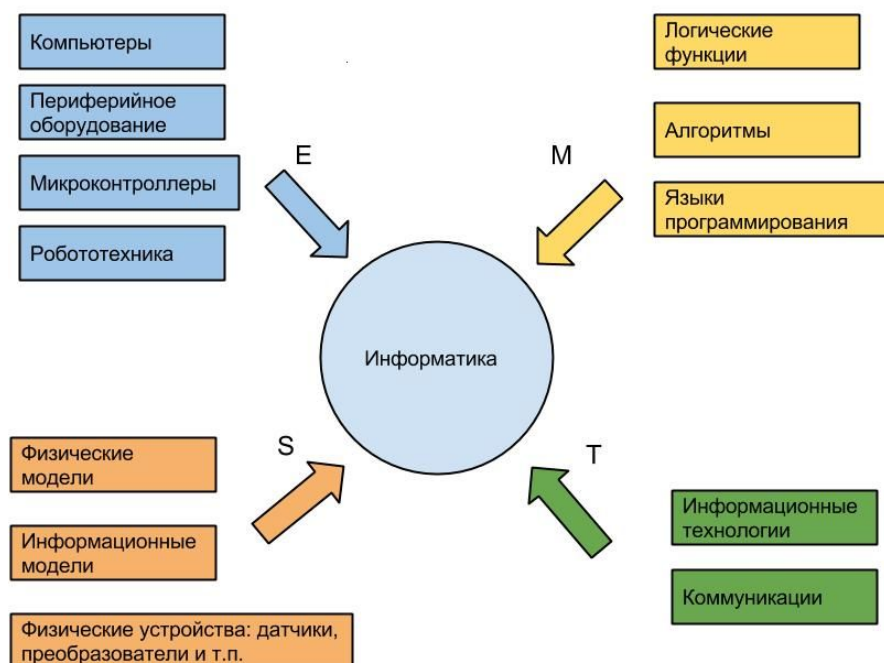 Компьютеры
Периферийное
оборудование
Микроконтроллеры
Робототехника
E
M
Логические
функции
Алгоритмы
Языки
программирования
Информатика
S
Физические
модели
Информационные
модели
Физические устройства: датчики,
преобразователи и т.п.
T
Информационные
технологии
Коммуникации